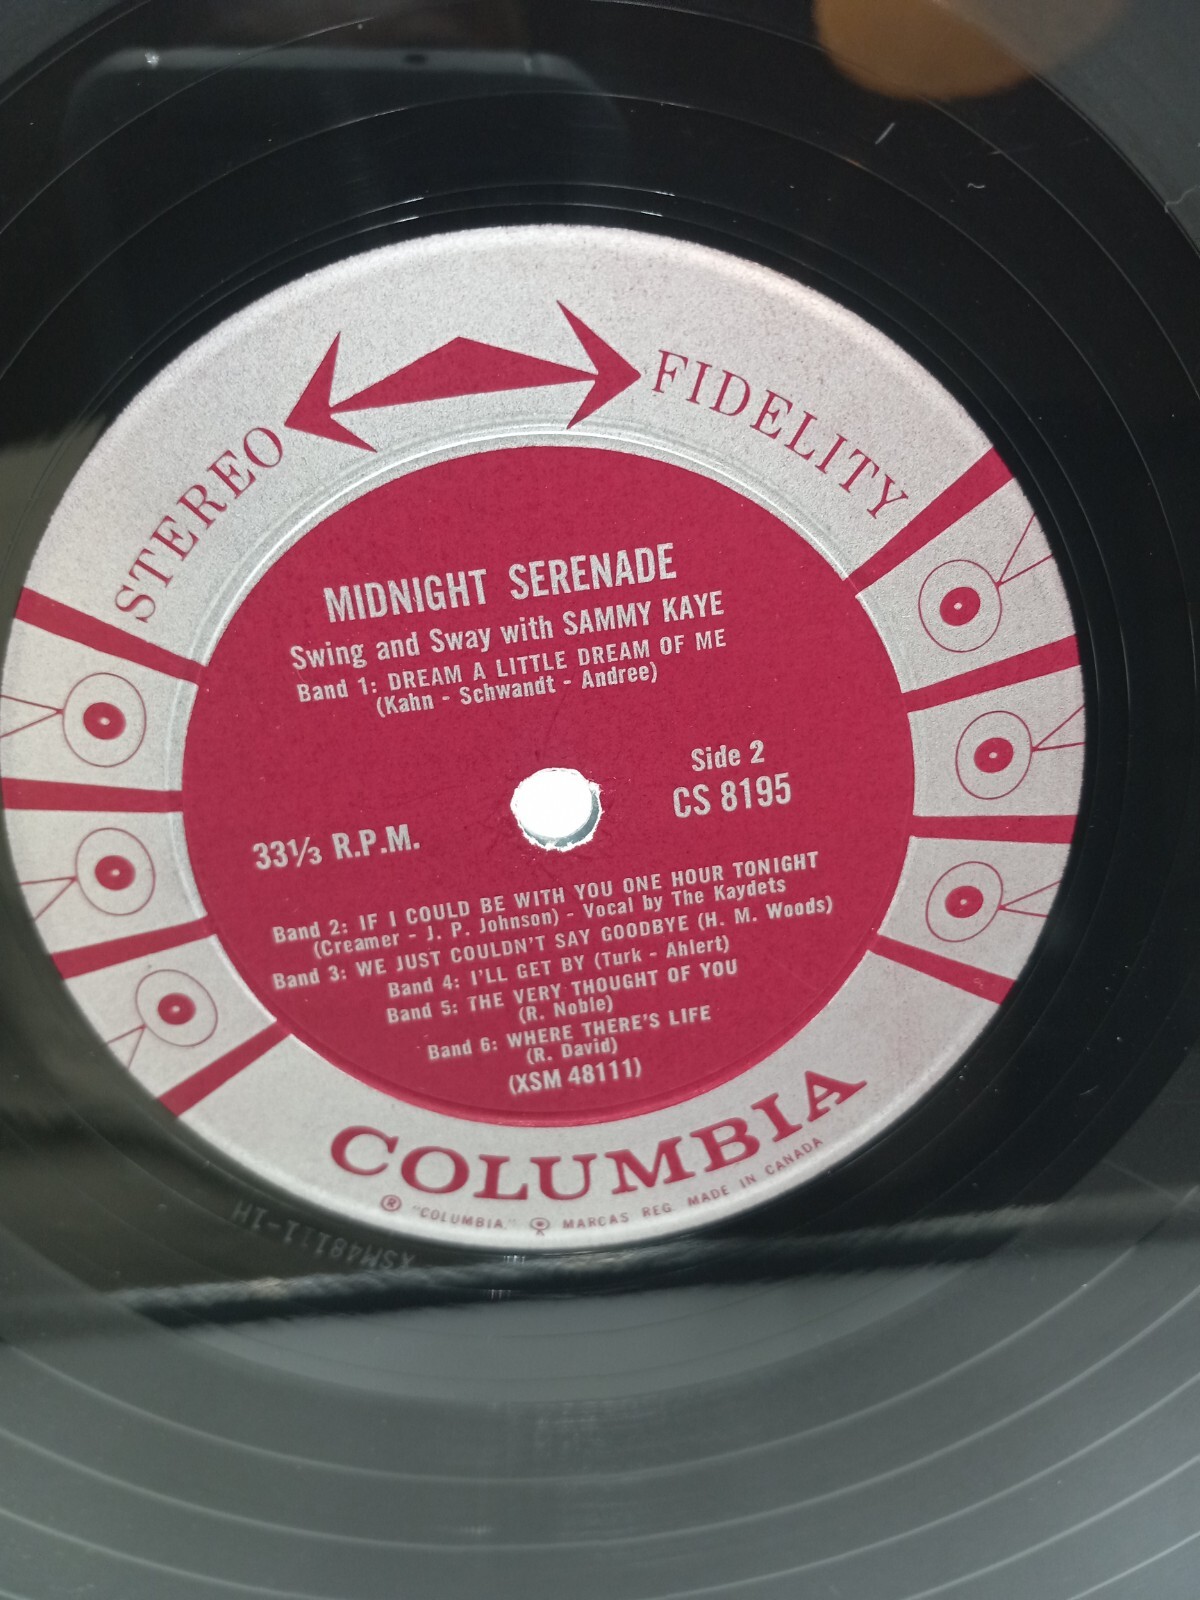 STEREO FIDELITY
MIDNIGHT SERENADE
Swing and Sway with SAMMY KAYE
Band 1: DREAM A LITTLE DREAM OF ME
(Kahn - Schwandt - Andree)
Side 2
CS 8195
33⅓ R.P.M.
Band 2: IF I COULD BE WITH YOU ONE HOUR TONIGHT
(Creamer - J. P. Johnson) - Vocal by The Kaydets
Band 3: WE JUST COULDN'T SAY GOODBYE (H. M. Woods)
Band 4: I'LL GET BY (Turk - Ahlert)
Band 5: THE VERY THOUGHT OF YOU
(R. Noble)
Band 6: WHERE THERE'S LIFE
(R. David)
(XSM 48111)
COLUMBIA
® "COLUMBIA," MARCAS REG. MADE IN CANADA
XSM48111-1H